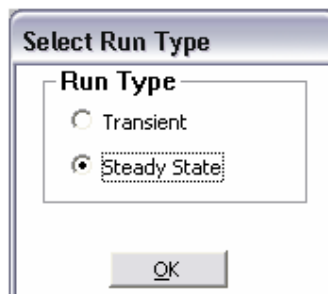 Select Run Type
Run Type
Transient
Steady State
OK